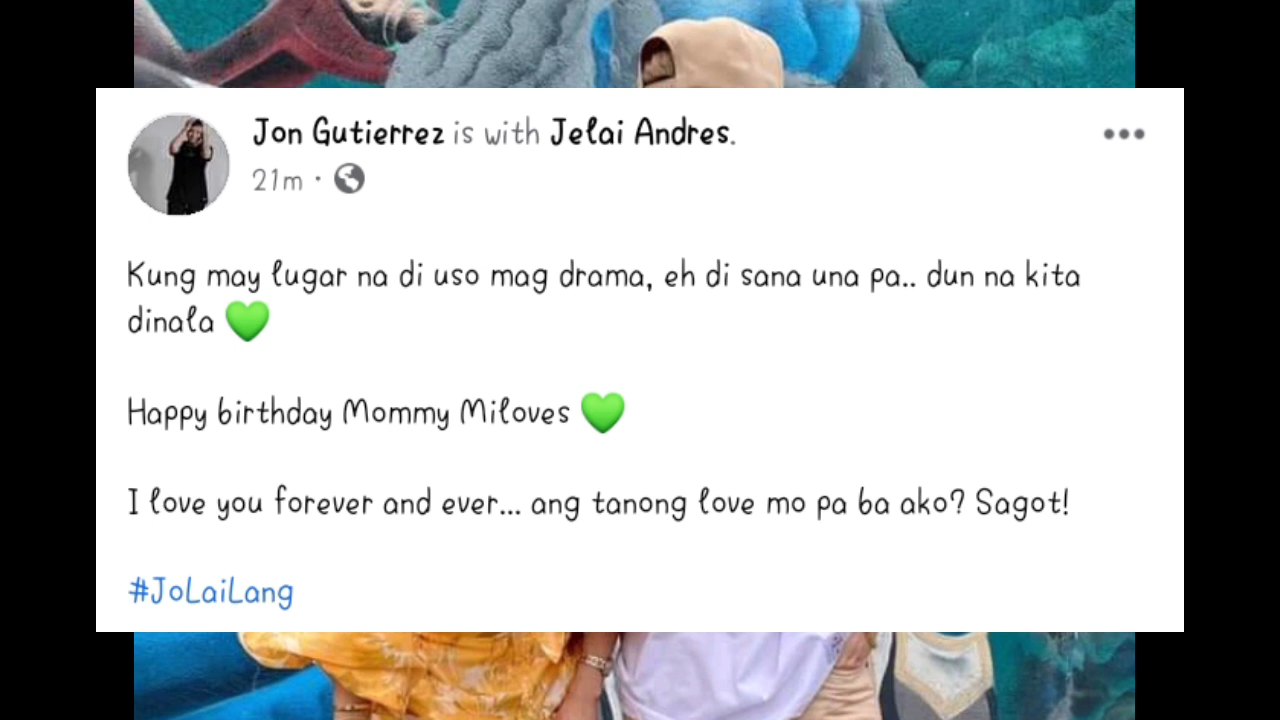 Jon Gutierrez is with Jelai Andres.
21m ·
Kung may lugar na di uso mag drama, eh di sana una pa.. dun na kita
dinala 💚
Happy birthday Mommy Miloves 💚
I love you forever and ever... ang tanong love mo pa ba ako? Sagot!
#JoLaiLang